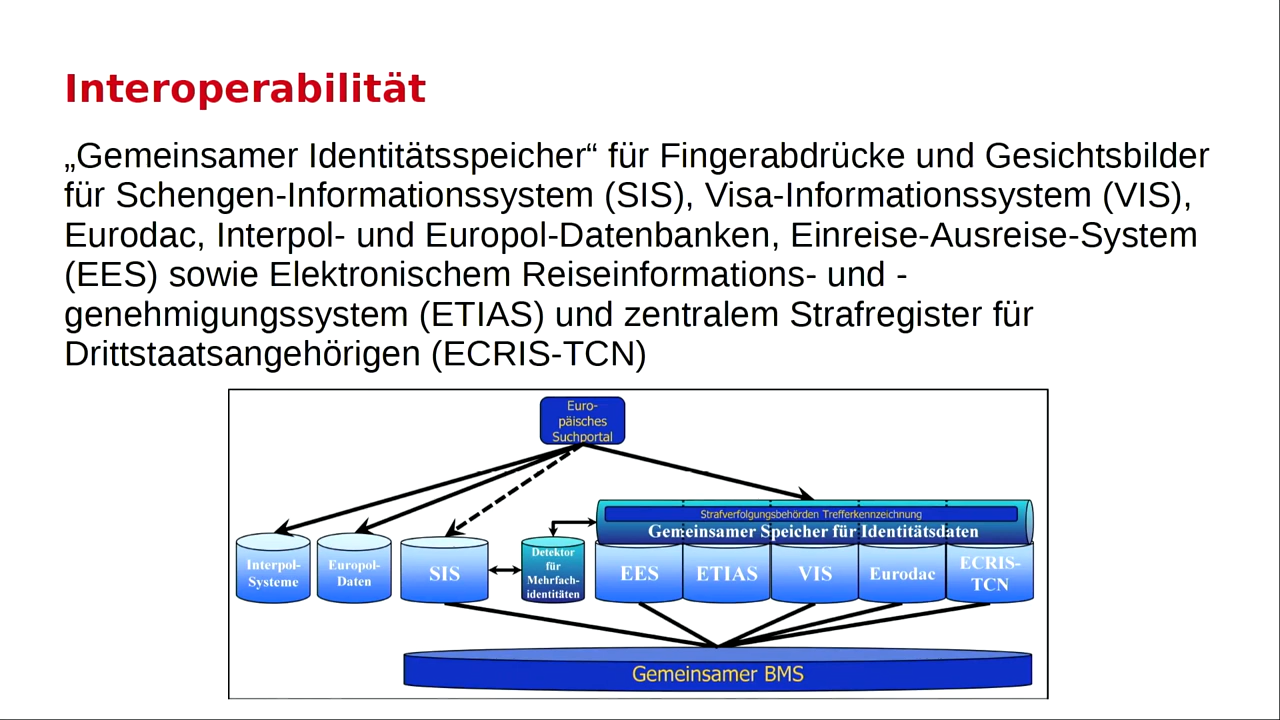 Interoperabilität
„Gemeinsamer Identitätsspeicher“ für Fingerabdrücke und Gesichtsbilder
für Schengen-Informationssystem (SIS), Visa-Informationssystem (VIS),
Eurodac, Interpol- und Europol-Datenbanken, Einreise-Ausreise-System
(EES) sowie Elektronischem Reiseinformations- und -
genehmigungssystem (ETIAS) und zentralem Strafregister für
Drittstaatsangehörigen (ECRIS-TCN)
Euro-
päisches
Suchportal
Strafverfolgungsbehörden Trefferkennzeichnung
Gemeinsamer Speicher für Identitätsdaten
Interpol-
Systeme
Europol-
Daten
SIS
Detektor
für
Mehrfach-
identitäten
EES
ETIAS
VIS
Eurodac
ECRIS-
TCN
Gemeinsamer BMS